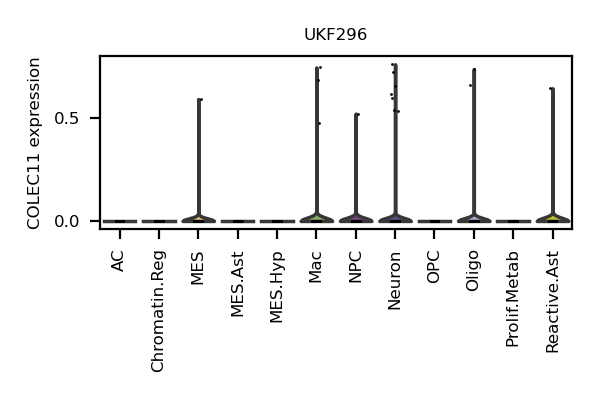 UKF296
COLEC11 expression
0.5
0.0
AC
Chromatin.Reg
MES
MES.Ast
MES.Hyp
Mac
NPC
Neuron
OPC
Oligo
Prolif.Metab
Reactive.Ast